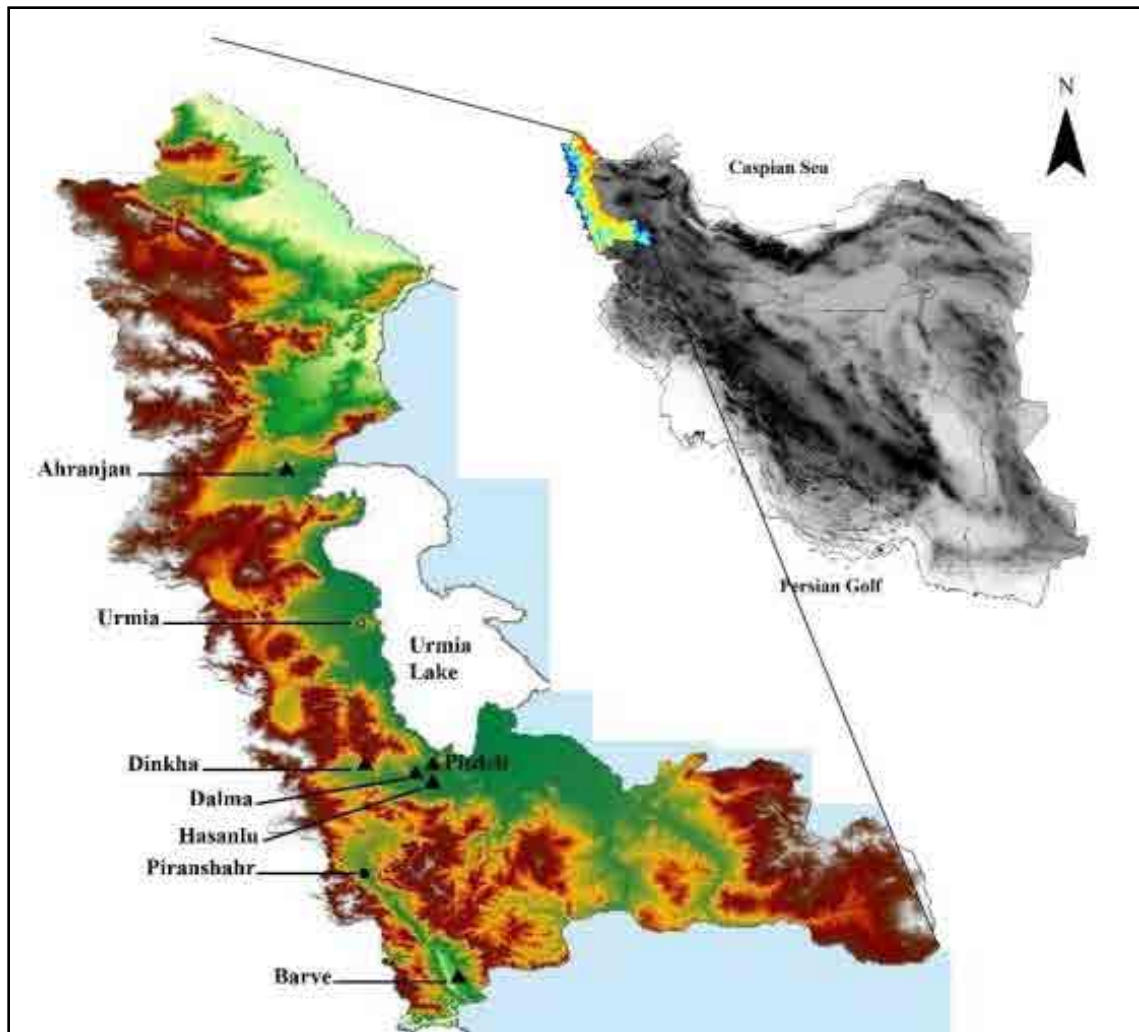 N
Caspian Sea
Ahranjan
Persian Golf
Urmia
Urmia
Lake
Dinkha
Dalma
Hasanlu
Piranshahr
Barve